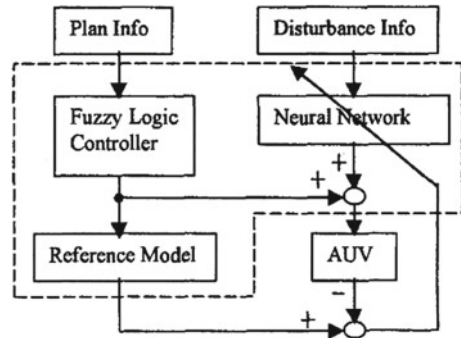 Plan Info
Disturbance Info
Fuzzy Logic
Controller
Neural Network
+
+
Reference Model
AUV
−
+